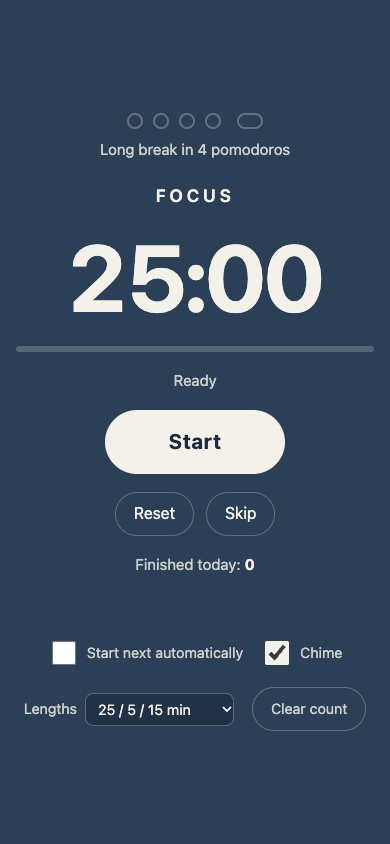 Long break in 4 pomodoros
FOCUS
25:00
Ready
Start
Reset Skip
Finished today: 0
Start next automatically Chime
Lengths 25 / 5 / 15 min Clear count